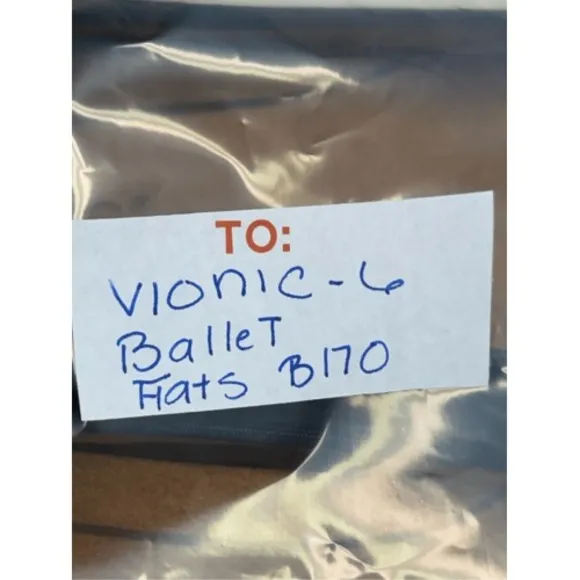 TO:
VIONIC-6
BalleT
Flats B170